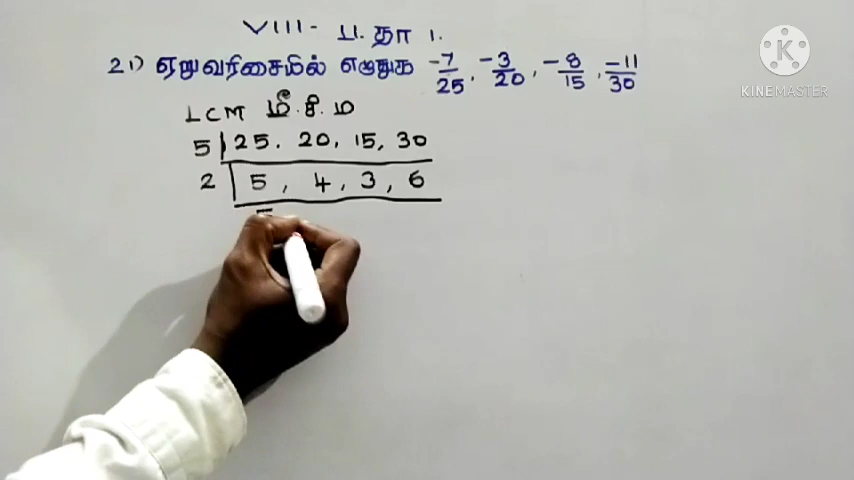 VIII - ப.தா 1.
21) ஏறுவரிசையில் எழுதுக -7/25, -3/20, -8/15, -11/30
LCM மீ.சி.ம
5 | 25. 20, 15, 30
2 | 5, 4, 3, 6
KINEMASTER